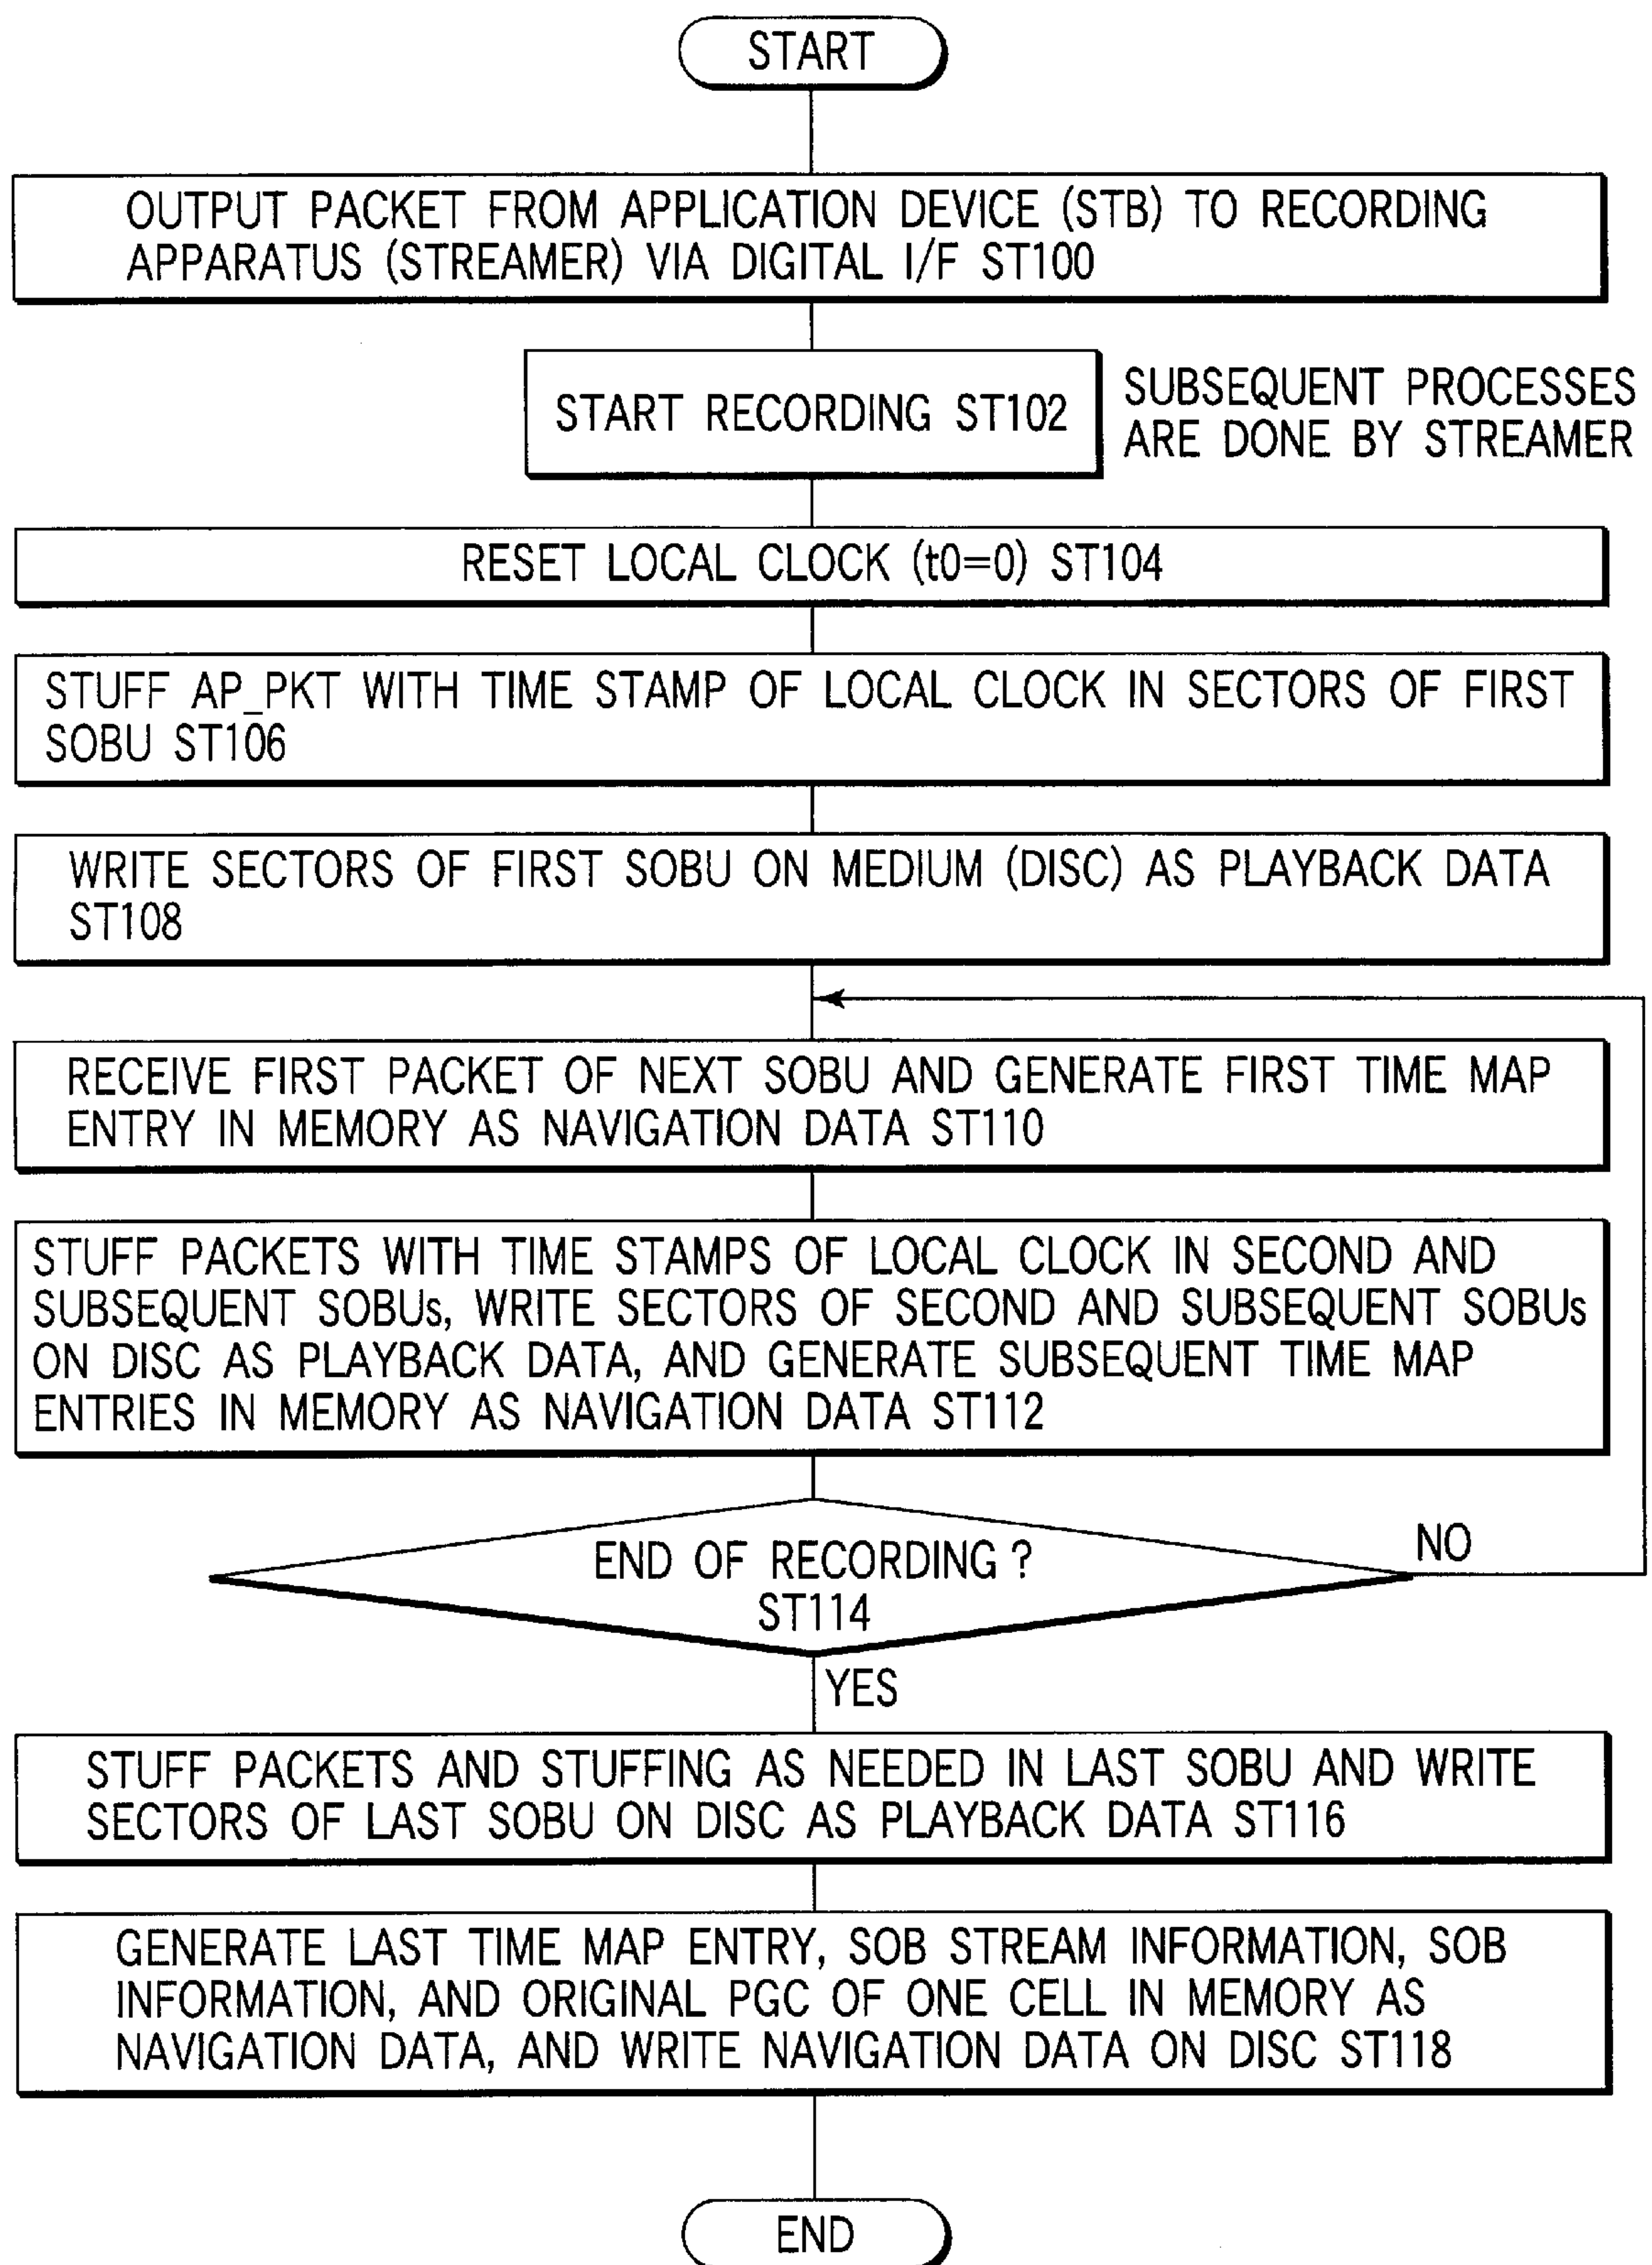 START
OUTPUT PACKET FROM APPLICATION DEVICE (STB) TO RECORDING
APPARATUS (STREAMER) VIA DIGITAL I/F ST100
START RECORDING ST102
SUBSEQUENT PROCESSES
ARE DONE BY STREAMER
RESET LOCAL CLOCK (t0=0) ST104
STUFF AP_PKT WITH TIME STAMP OF LOCAL CLOCK IN SECTORS OF FIRST
SOBU ST106
WRITE SECTORS OF FIRST SOBU ON MEDIUM (DISC) AS PLAYBACK DATA
ST108
RECEIVE FIRST PACKET OF NEXT SOBU AND GENERATE FIRST TIME MAP
ENTRY IN MEMORY AS NAVIGATION DATA ST110
STUFF PACKETS WITH TIME STAMPS OF LOCAL CLOCK IN SECOND AND
SUBSEQUENT SOBUs, WRITE SECTORS OF SECOND AND SUBSEQUENT SOBUs
ON DISC AS PLAYBACK DATA, AND GENERATE SUBSEQUENT TIME MAP
ENTRIES IN MEMORY AS NAVIGATION DATA ST112
END OF RECORDING ?
ST114
NO
YES
STUFF PACKETS AND STUFFING AS NEEDED IN LAST SOBU AND WRITE
SECTORS OF LAST SOBU ON DISC AS PLAYBACK DATA ST116
GENERATE LAST TIME MAP ENTRY, SOB STREAM INFORMATION, SOB
INFORMATION, AND ORIGINAL PGC OF ONE CELL IN MEMORY AS
NAVIGATION DATA, AND WRITE NAVIGATION DATA ON DISC ST118
END